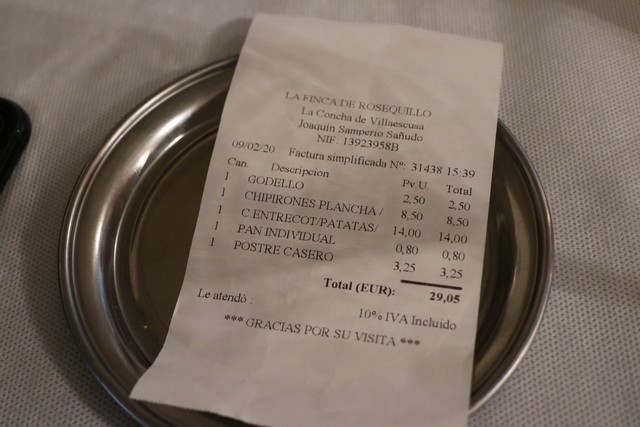 LA FINCA DE ROSEQUILLO
La Concha de Villaescusa
Joaquín Samperio Sañudo
NIF. 13923958B
09/02/20 Factura simplificada Nº: 31438 15:39
Can. Descripcion Pv.U. Total
1 GODELLO 2,50 2,50
1 CHIPIRONES PLANCHA / 8,50 8,50
1 C.ENTRECOT/PATATAS/ 14,00 14,00
1 PAN INDIVIDUAL 0,80 0,80
1 POSTRE CASERO 3,25 3,25
Total (EUR): 29,05
Le atendó :
10% IVA Incluido
*** GRACIAS POR SU VISITA ***